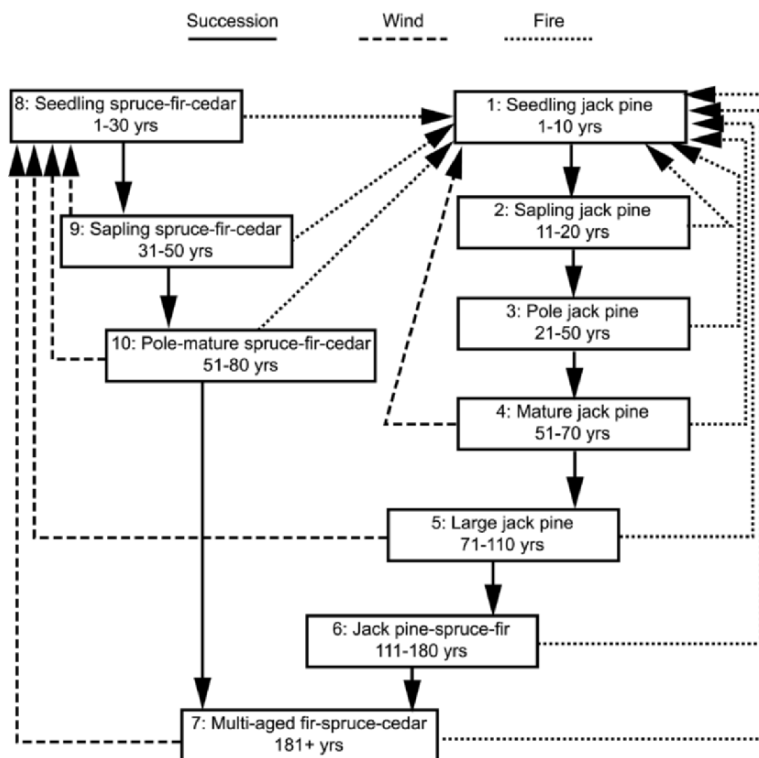 Succession Wind Fire
8: Seedling spruce-fir-cedar
1-30 yrs
1: Seedling jack pine
1-10 yrs
9: Sapling spruce-fir-cedar
31-50 yrs
2: Sapling jack pine
11-20 yrs
10: Pole-mature spruce-fir-cedar
51-80 yrs
3: Pole jack pine
21-50 yrs
4: Mature jack pine
51-70 yrs
5: Large jack pine
71-110 yrs
6: Jack pine-spruce-fir
111-180 yrs
7: Multi-aged fir-spruce-cedar
181+ yrs